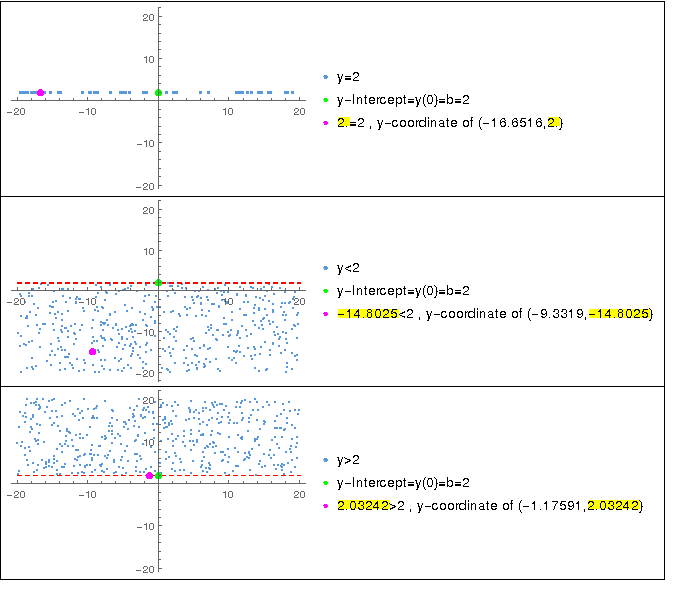 20
10
-20
-10
10
20
-10
-20
y=2
y-Intercept=y(0)=b=2
2.=2 , y-coordinate of (-16.6516,2.}
20
10
-20
-10
10
20
-10
-20
y<2
y-Intercept=y(0)=b=2
-14.8025<2 , y-coordinate of (-9.3319,-14.8025}
20
10
-20
-10
10
20
-10
-20
y>2
y-Intercept=y(0)=b=2
2.03242>2 , y-coordinate of (-1.17591,2.03242}